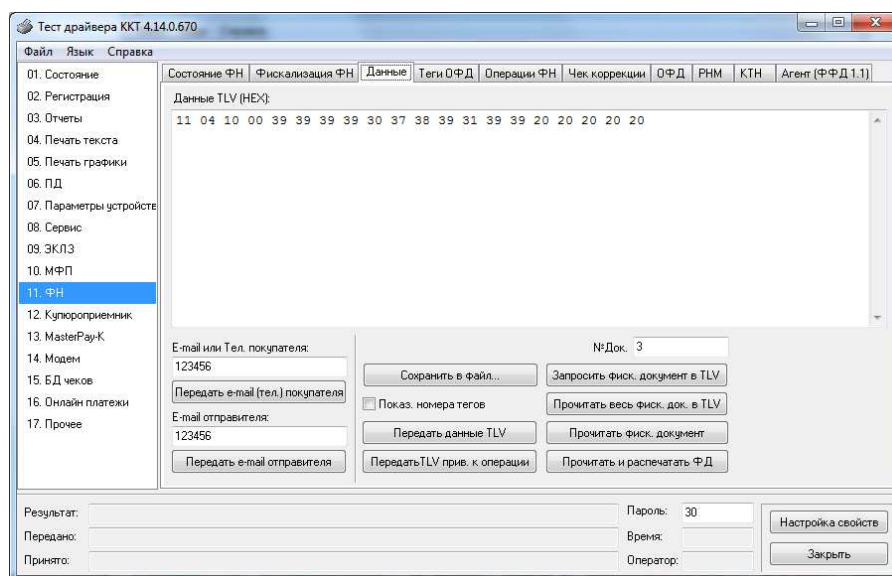 Тест драйвера ККТ 4.14.0.670
Файл Язык Справка
01. Состояние
02. Регистрация
03. Отчеты
04. Печать текста
05. Печать графики
06. ПД
07. Параметры устройств
08. Сервис
09. ЭКЛЗ
10. МФП
11. ФН
12. Купюроприемник
13. MasterPay-K
14. Модем
15. БД чеков
16. Онлайн платежи
17. Прочее
Состояние ФН Фискализация ФН Данные Теги ОФД Операции ФН Чек коррекции ОФД РНМ КТН Агент (ФФД 1.1)
Данные TLV (HEX):
11 04 10 00 39 39 39 39 30 37 38 39 31 39 39 20 20 20 20 20
E-mail или Тел. покупателя:
123456
Передать e-mail (тел.) покупателя
E-mail отправителя:
123456
Передать e-mail отправителя
№Док. 3
Сохранить в файл... Запросить фиск. документ в TLV
Показ. номера тегов Прочитать весь фиск. док. в TLV
Передать данные TLV Прочитать фиск. документ
ПередатьTLV прив. к операции Прочитать и распечатать ФД
Результат: Пароль: 30
Передано: Время:
Принято: Оператор:
Настройка свойств
Закрыть